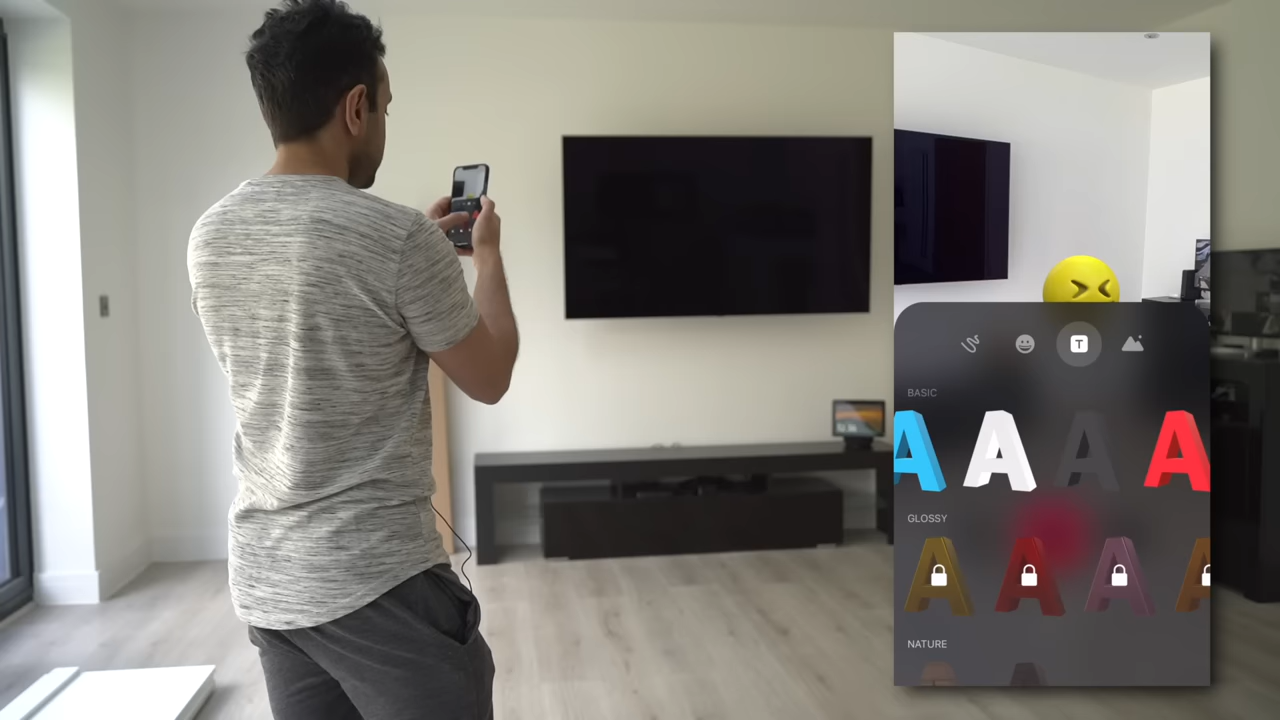 T
BASIC
A A A A
GLOSSY
A A A A
NATURE